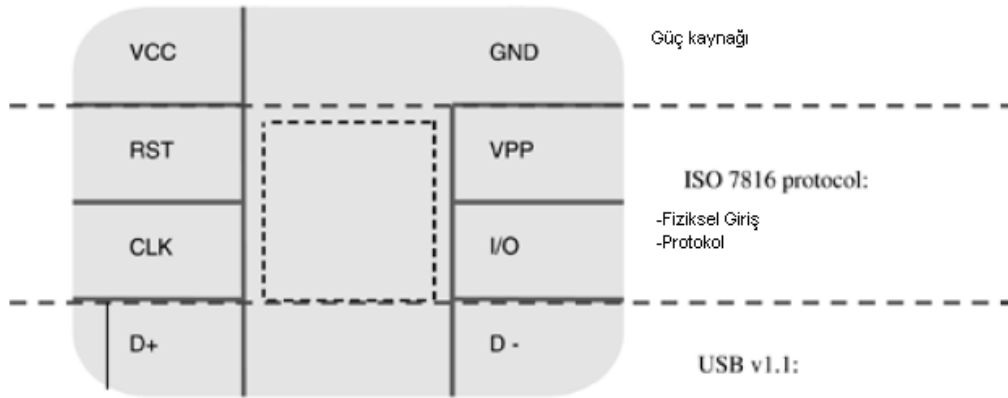 VCC
GND
Güç kaynağı
RST
VPP
ISO 7816 protocol:
CLK
I/O
-Fiziksel Giriş
-Protokol
D+
D -
USB v1.1: